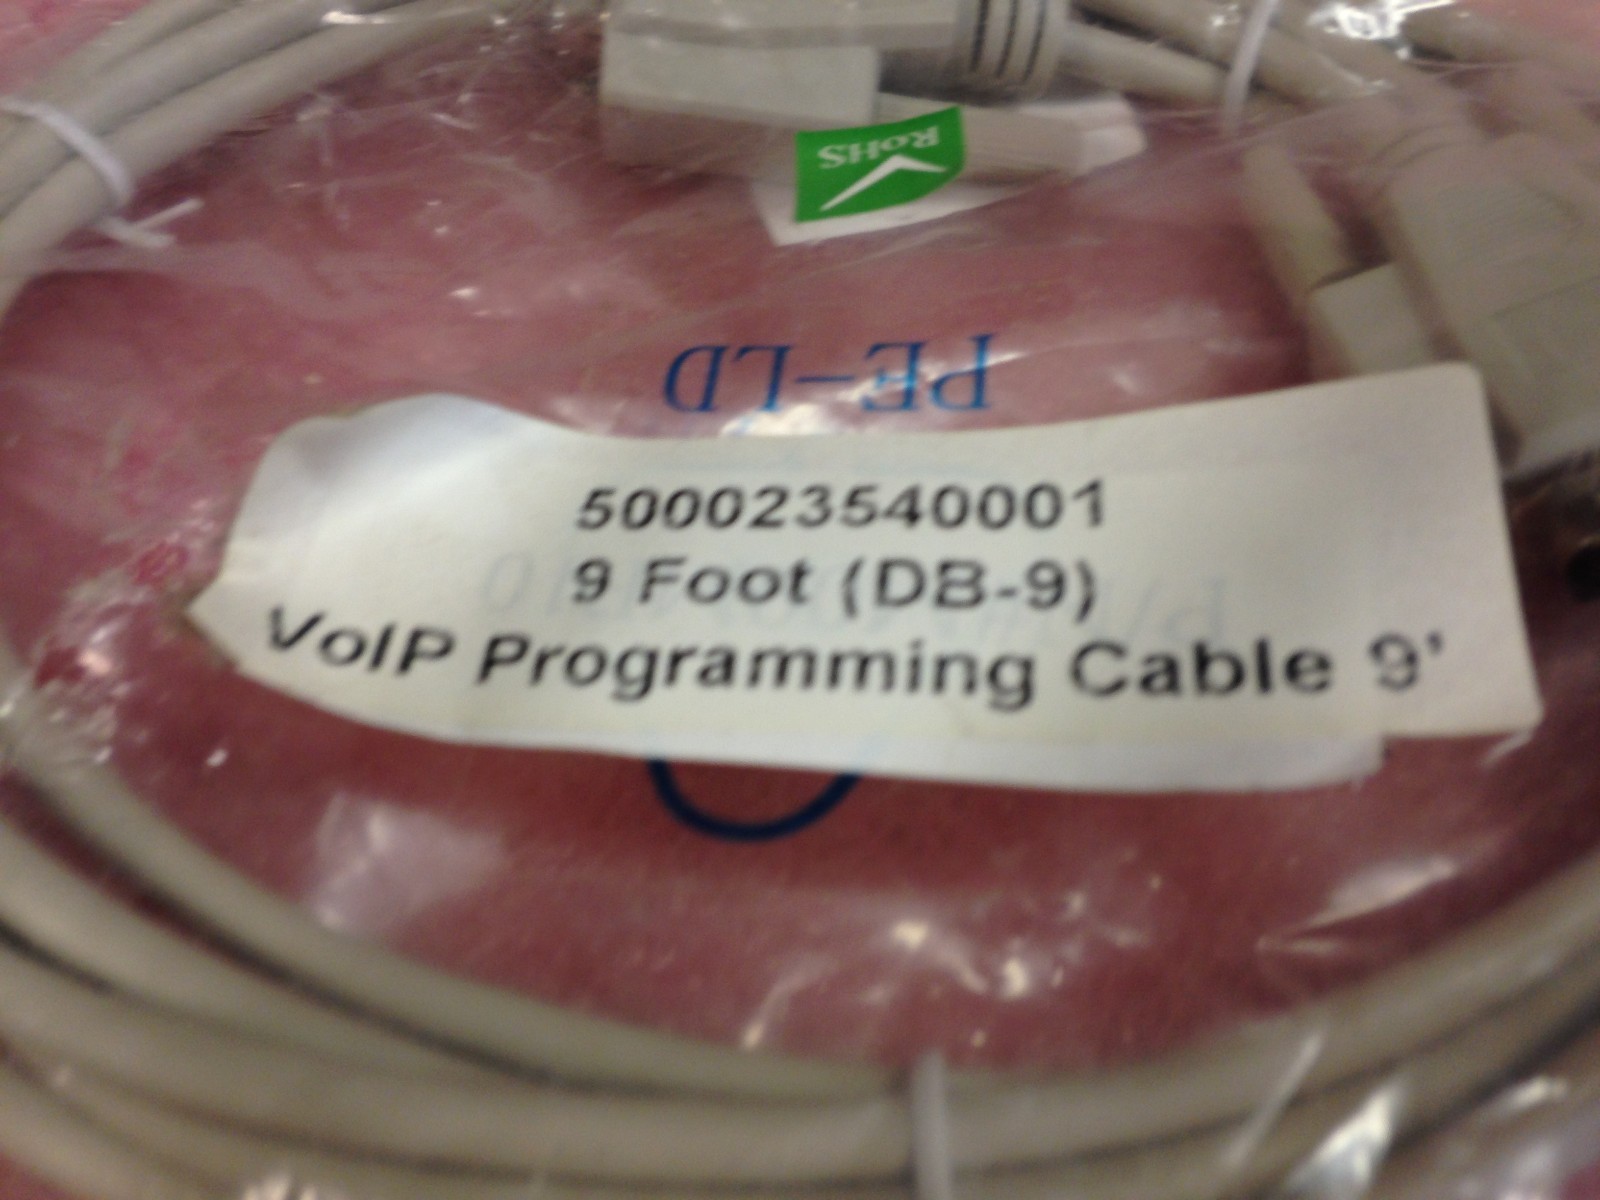 RoHS
PE-LD
500023540001
9 Foot (DB-9)
VoIP Programming Cable 9'